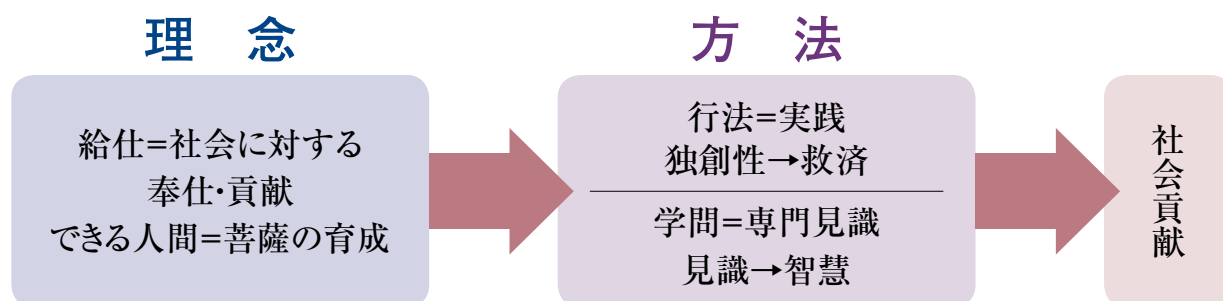 理　念
給仕=社会に対する
奉仕・貢献
できる人間=菩薩の育成
方　法
行法=実践
独創性→救済
学問=専門見識
見識→智慧
社会貢献